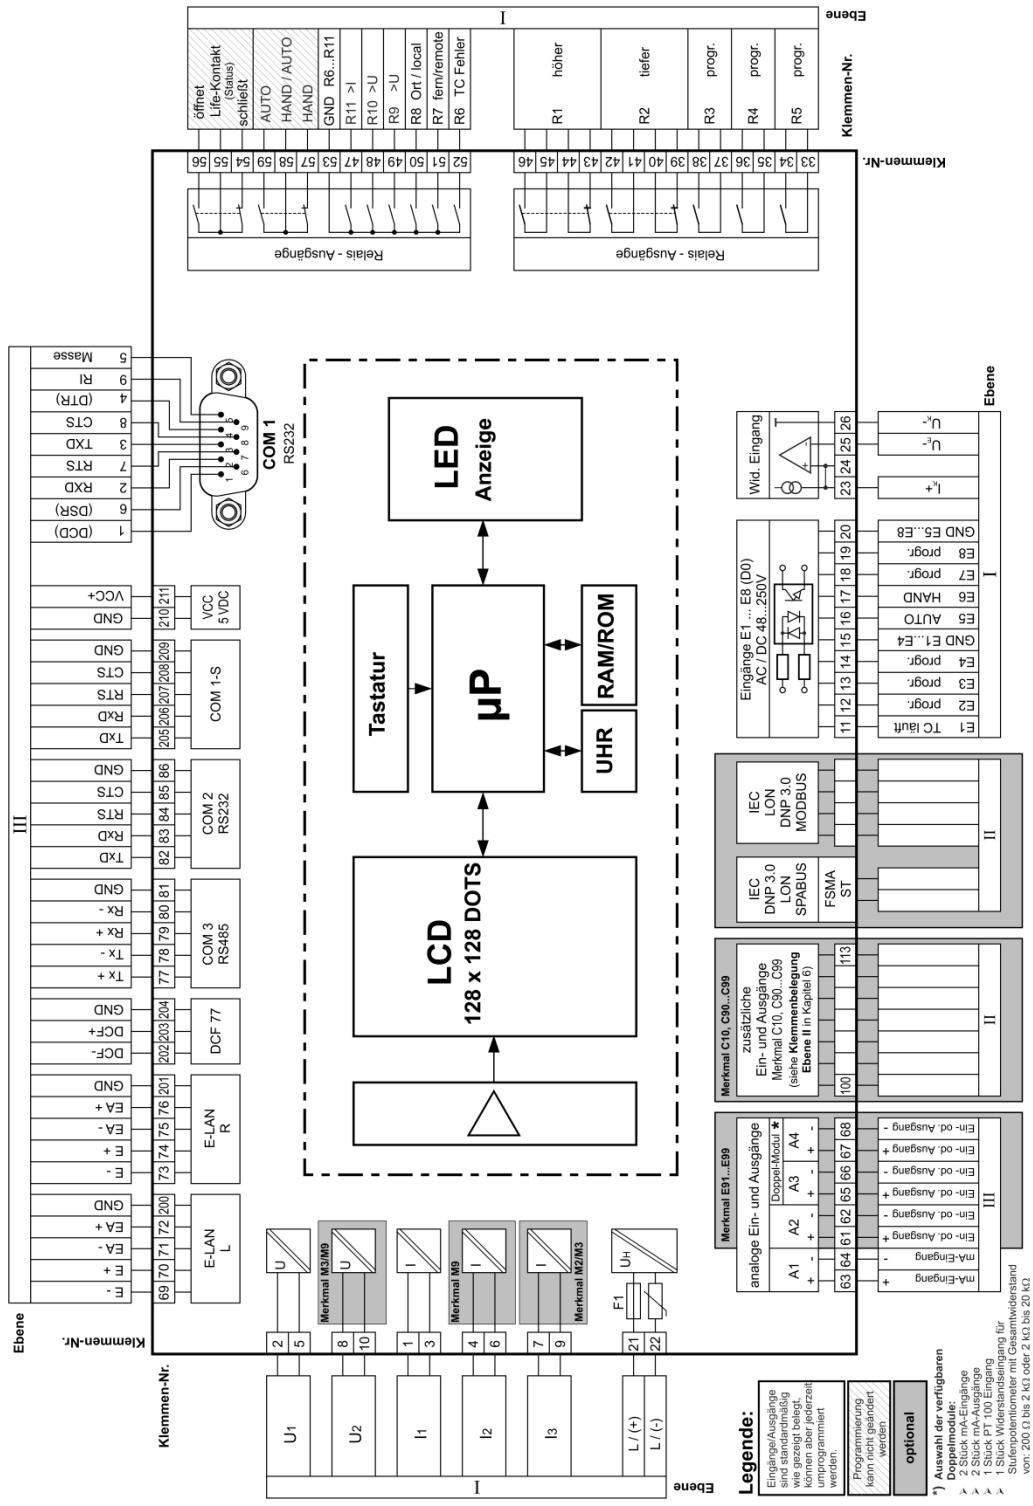 Ebene
I
öffnet
Life-Kontakt
(Status)
schließt
AUTO
HAND / AUTO
HAND
GND R6...R11
R11 >I
R10 >U
R9 >U
R8 Ort / local
R7 fern/remote
R6 TC Fehler
R1 höher
R2 tiefer
R3 progr.
R4 progr.
R5 progr.
Klemmen-Nr.
56 55 54 59 58 57 53 47 48 49 50 51 52
46 45 44 43 42 41 40 39 38 37 36 35 34 33
Klemmen-Nr.
Relais - Ausgänge
Relais - Ausgänge
III
Masse 5
RI 9
(DTR) 4
CTS 8
TXD 3
RTS 7
RXD 2
(DSR) 6
(DCD) 1
5
9
4
8
3
7
2
6
1
COM 1
RS232
VCC+ 211
GND 210
VCC
5VDC
GND 209
CTS 208
RTS 207
RxD 206
TxD 205
COM 1-S
GND 86
CTS 85
RTS 84
RxD 83
TxD 82
COM 2
RS232
GND 81
Rx - 80
Rx + 79
Tx - 78
Tx + 77
COM 3
RS485
GND 204
DCF+ 203
DCF- 202
DCF 77
GND 201
EA + 76
EA - 75
E + 74
E - 73
E-LAN
R
GND 200
EA + 72
EA - 71
E + 70
E - 69
E-LAN
L
Ebene
Klemmen-Nr.
LED
Anzeige
Tastatur
µP
RAM/ROM
UHR
LCD
128 x 128 DOTS
Wid. Eingang
+
-
23 24 25 26
IK+
UE-
UK-
Ebene
Eingänge E1 ... E8 (D0)
AC / DC 48...250V
11 12 13 14 15 16 17 18 19 20
E1 TC läuft
E2 progr.
E3 progr.
E4 progr.
GND E1...E4
E5 AUTO
E6 HAND
E7 progr.
E8 progr.
GND E5...E8
I
IEC
LON
DNP 3.0
MODBUS
IEC
DNP 3.0
LON
SPABUS
FSMA
ST
II
Merkmal C10, C90...C99
zusätzliche
Ein- und Ausgänge
Merkmal C10, C90...C99
(siehe Klemmenbelegung
Ebene II in Kapitel 6)
100
113
II
Merkmal E91...E99
analoge Ein- und Ausgänge
Doppel-Modul *
A1 A2 A3 A4
+ - + - + - + -
63 64 61 62 65 66 67 68
+ mA-Eingang
- mA-Eingang
+ Ein- od. Ausgang
- Ein- od. Ausgang
+ Ein- od. Ausgang
- Ein- od. Ausgang
+ Ein- od. Ausgang
- Ein- od. Ausgang
III
U
Merkmal M3/M9
U
I
Merkmal M9
I
I
Merkmal M2/M3
UH
F1
2 5 8 10 1 3 4 6 7 9 21 22
Klemmen-Nr.
U1
U2
I1
I2
I3
L / (+)
L / (-)
I
Ebene
Legende:
Eingänge/Ausgänge
sind standardmäßig
wie gezeigt belegt,
können aber jederzeit
umprogrammiert
werden.
Programmierung
kann nicht geändert
werden
optional
*) Auswahl der verfügbaren
Doppelmodule:
➢ 2 Stück mA-Eingänge
➢ 2 Stück mA-Ausgänge
➢ 1 Stück PT 100 Eingang
➢ 1 Stück Widerstandseingang für
Stufenpotentiometer mit Gesamtwiderstand
von: 200 Ω bis 2 kΩ oder 2 kΩ bis 20 kΩ